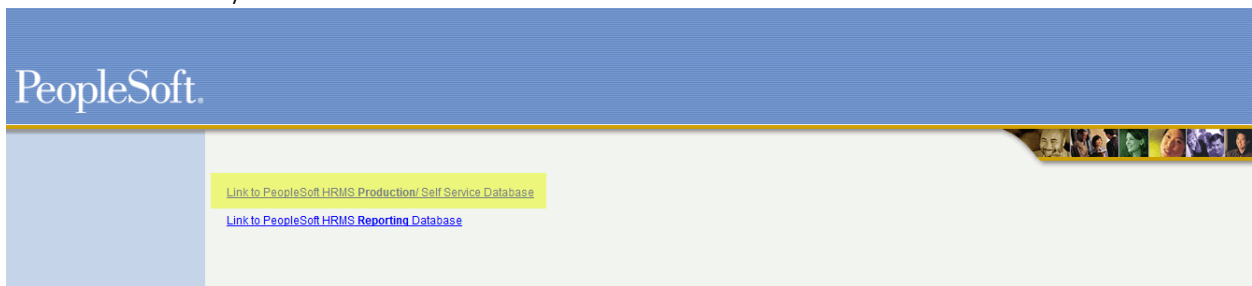 PeopleSoft.
Link to PeopleSoft HRMS Production/ Self Service Database
Link to PeopleSoft HRMS Reporting Database